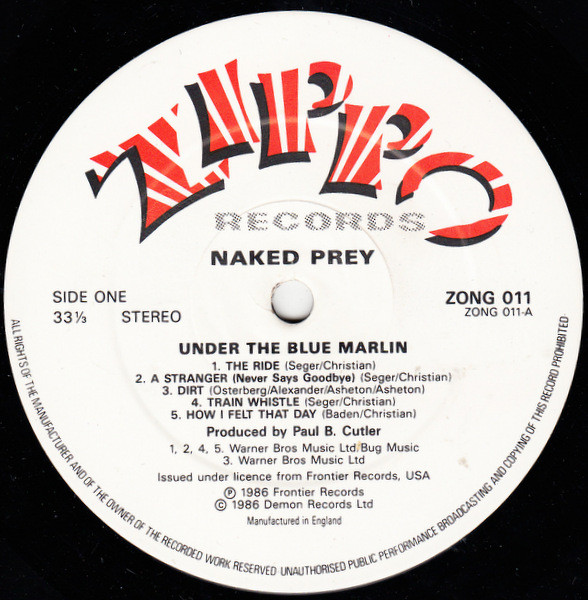 ZIPPO
RECORDS
NAKED PREY
SIDE ONE
33⅓ STEREO
ZONG 011
ZONG 011-A
UNDER THE BLUE MARLIN
1. THE RIDE (Seger/Christian)
2. A STRANGER (Never Says Goodbye) (Seger/Christian)
3. DIRT (Osterberg/Alexander/Asheton/Asheton)
4. TRAIN WHISTLE (Seger/Christian)
5. HOW I FELT THAT DAY (Baden/Christian)
Produced by Paul B. Cutler
1, 2, 4, 5. Warner Bros Music Ltd/Bug Music
3. Warner Bros Music Ltd
Issued under licence from Frontier Records, USA
℗ 1986 Frontier Records
© 1986 Demon Records Ltd
Manufactured in England
ALL RIGHTS OF THE MANUFACTURER AND OF THE OWNER OF THE RECORDED WORK RESERVED · UNAUTHORISED PUBLIC PERFORMANCE BROADCASTING AND COPYING OF THIS RECORD PROHIBITED